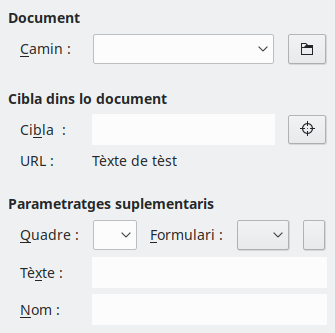 Document
Camin :
Cibla dins lo document
Cibla :
URL : Tèxte de tèst
Parametratges suplementaris
Quadre : Formulari :
Tèxte :
Nom :